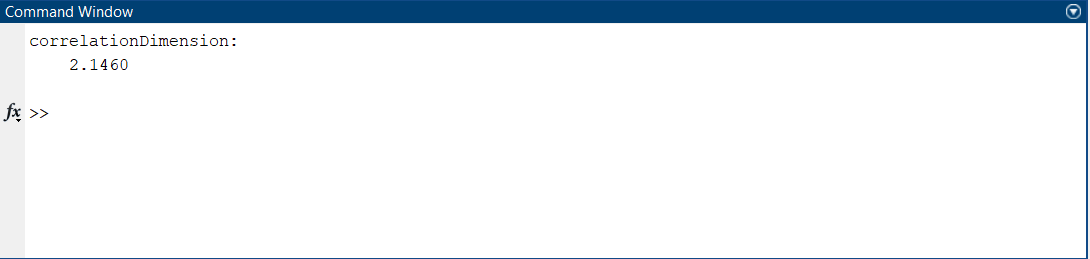 Command Window
correlationDimension:
2.1460
fx >>